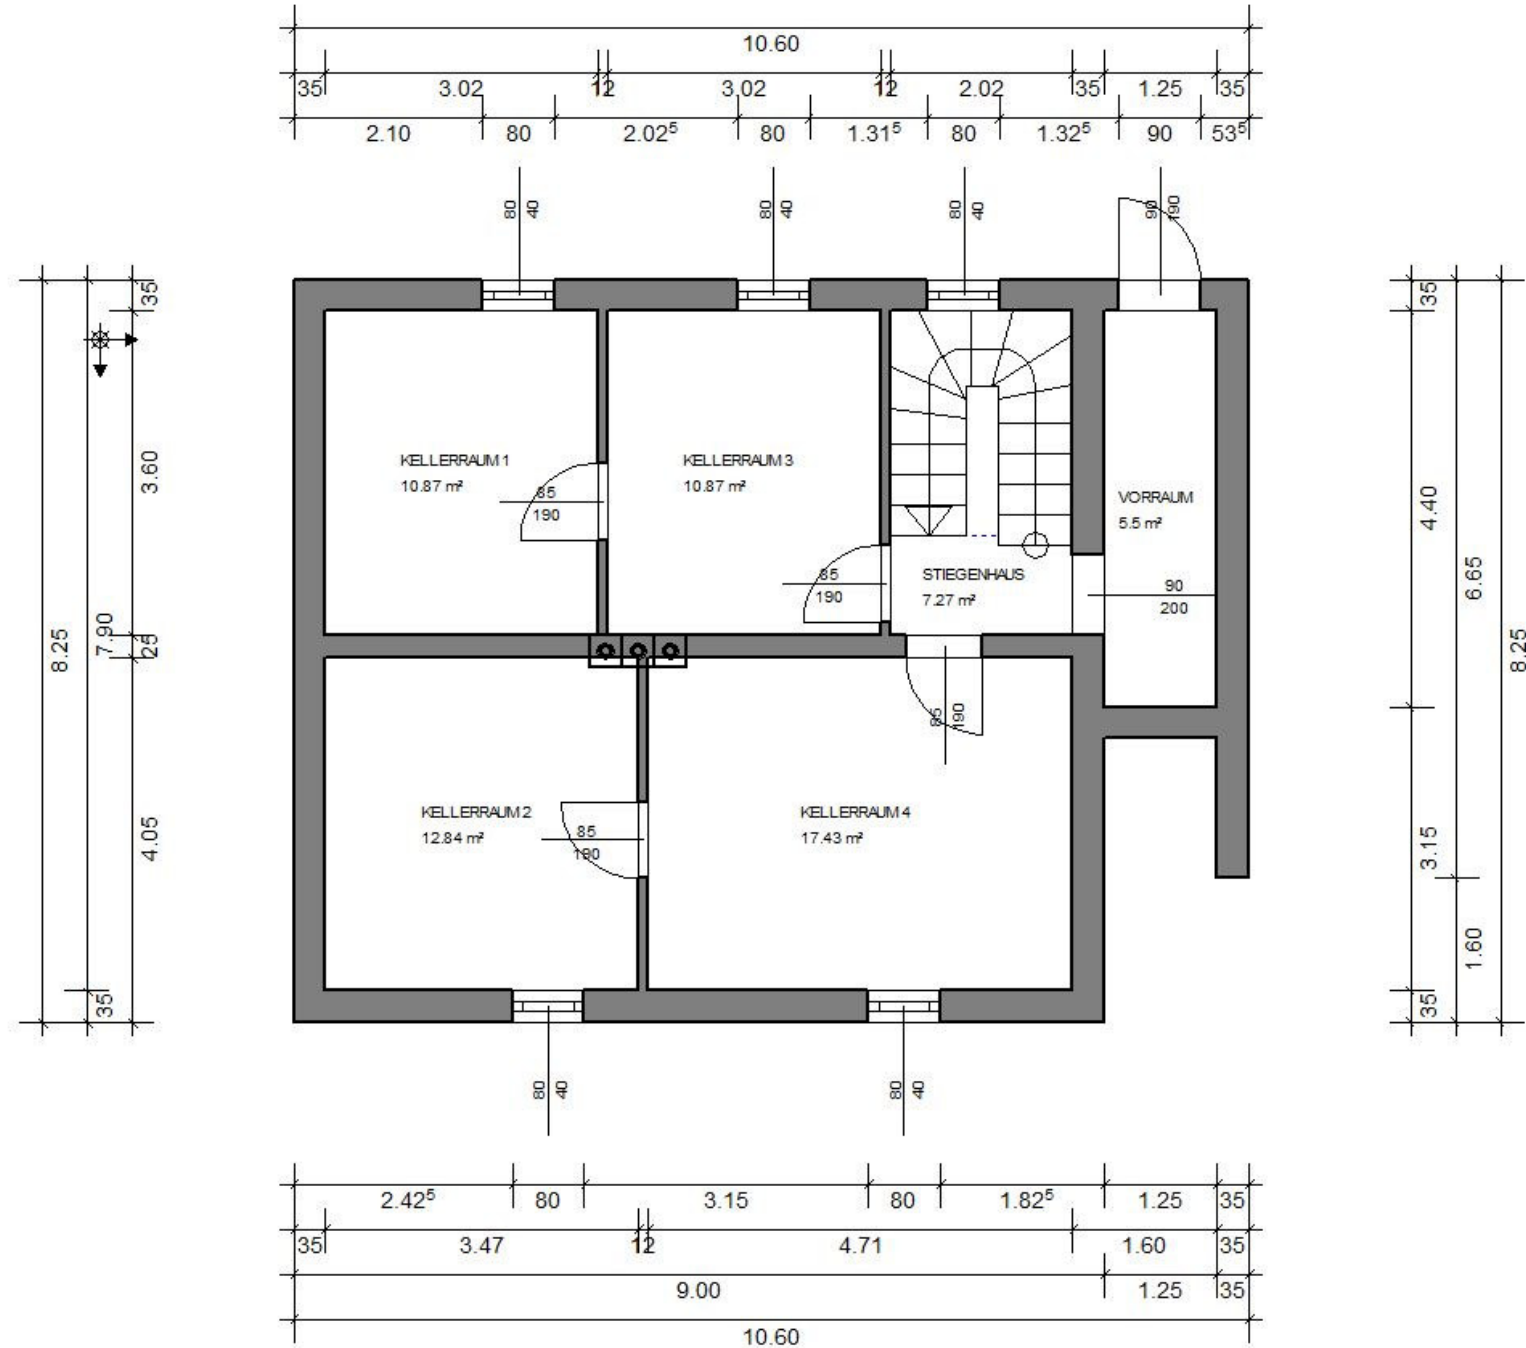 10.60
35 3.02 12 3.02 12 2.02 35 1.25 35
2.10 80 2.02⁵ 80 1.31⁵ 80 1.32⁵ 90 53⁵
80 40 80 40 80 40 90 190
35 35
3.60
KELLERRAUM 1 KELLERRAUM 3
10.87 m² 10.87 m²
85 VORRAUM
190 5.5 m²
4.40
85 STIEGENHAUS 90
190 7.27 m² 200
6.65
8.25 7.90 25 8.25
85 190
KELLERRAUM 2 KELLERRAUM 4
12.84 m² 17.43 m²
85
190
4.05 3.15
1.60
35 35
80 40 80 40
2.42⁵ 80 3.15 80 1.82⁵ 1.25 35
35 3.47 12 4.71 1.60 35
9.00 1.25 35
10.60